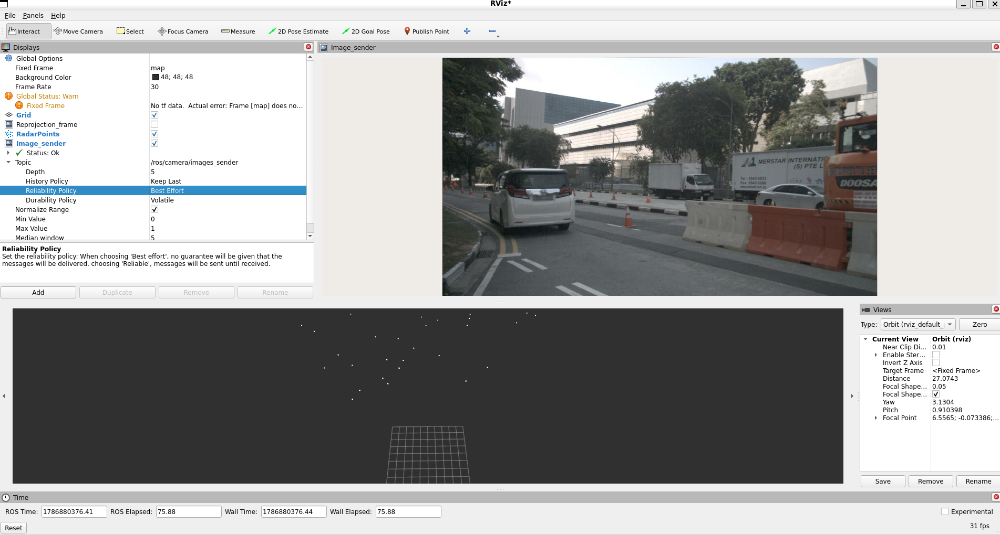 RViz*
File Panels Help
Interact Move Camera Select Focus Camera Measure 2D Pose Estimate 2D Goal Pose Publish Point
Displays
Global Options
Fixed Frame map
Background Color 48; 48; 48
Frame Rate 30
Global Status: Warn
Fixed Frame No tf data.  Actual error: Frame [map] does no...
Grid
Reprojection_frame
RadarPoints
Image_sender
Status: Ok
Topic /ros/camera/images_sender
Depth 5
History Policy Keep Last
Reliability Policy Best Effort
Durability Policy Volatile
Normalize Range
Min Value 0
Max Value 1
Median window 5
Reliability Policy
Set the reliability policy: When choosing 'Best effort', no guarantee will be given that the
messages will be delivered, choosing 'Reliable', messages will be sent until received.
Add Duplicate Remove Rename
Image_sender
MERSTAR INTERNATIO
(S) PTE L
Tel : 6545 8833
Fax : 6545 8266
DOOSA
Views
Type: Orbit (rviz_default_ Zero
Current View Orbit (rviz)
Near Clip Di... 0.01
Enable Ster...
Invert Z Axis
Target Frame <Fixed Frame>
Distance 27.0743
Focal Shape... 0.05
Focal Shape...
Yaw 3.1304
Pitch 0.910398
Focal Point 6.5565; -0.073386;...
Save Remove Rename
Time
ROS Time: 1786880376.41 ROS Elapsed: 75.88 Wall Time: 1786880376.44 Wall Elapsed: 75.88 Experimental
Reset 31 fps